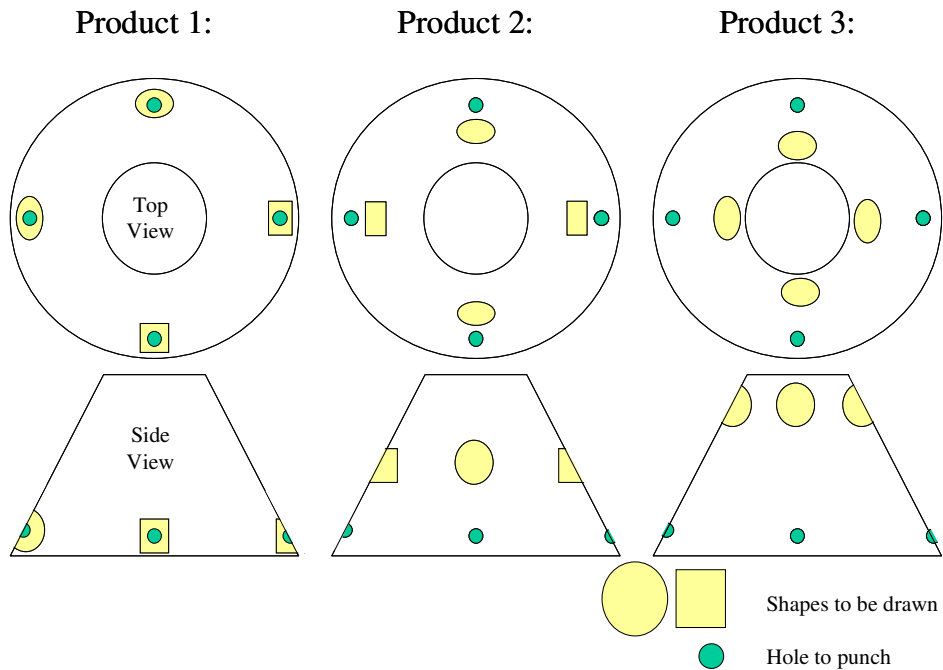 Product 1:
Product 2:
Product 3:
Top
View
Side
View
Shapes to be drawn
Hole to punch